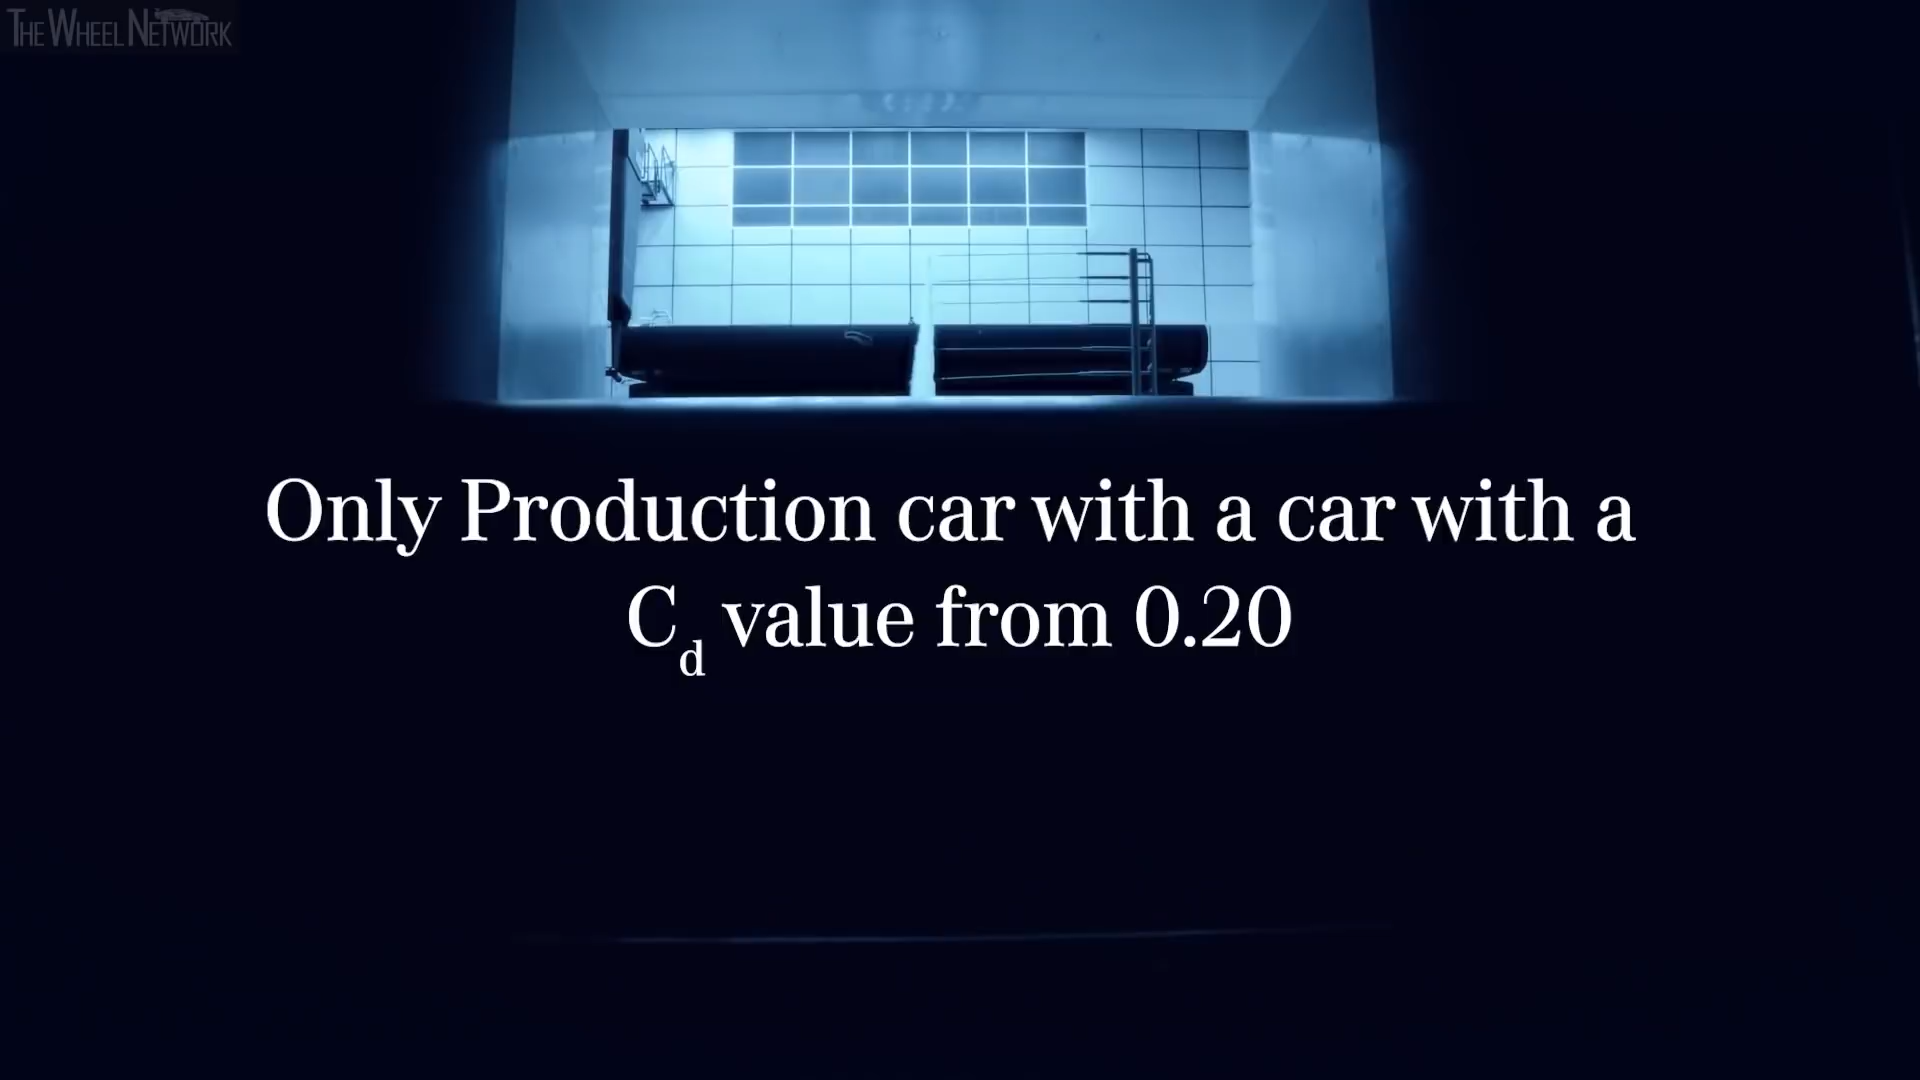 THE WHEEL NETWORK
Only Production car with a car with a
Cd value from 0.20